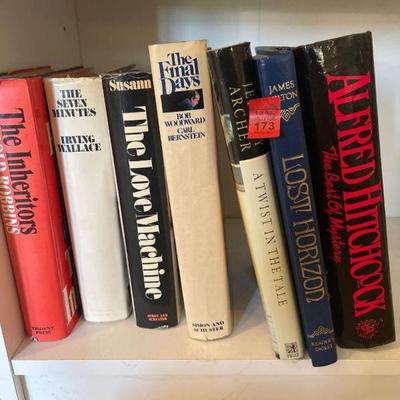 The Inheritors
ROBBINS
TRIDENT
PRESS
THE
SEVEN
MINUTES
IRVING
WALLACE
Susann
The Love Machine
SIMON AND
SCHUSTER
The Final
Days
BOB
WOODWARD
CARL
BERNSTEIN
SIMON AND
SCHUSTER
ARCHER
A TWIST IN THE TALE
JAMES
173
LOST HORIZON
READER'S
DIGEST
ALFRED HITCHCOCK
The Best Of Mystery